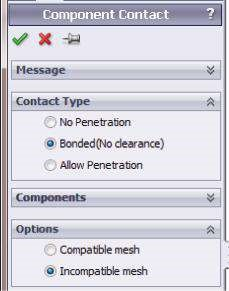 Component Contact ?
Message
Contact Type
No Penetration
Bonded(No clearance)
Allow Penetration
Components
Options
Compatible mesh
Incompatible mesh